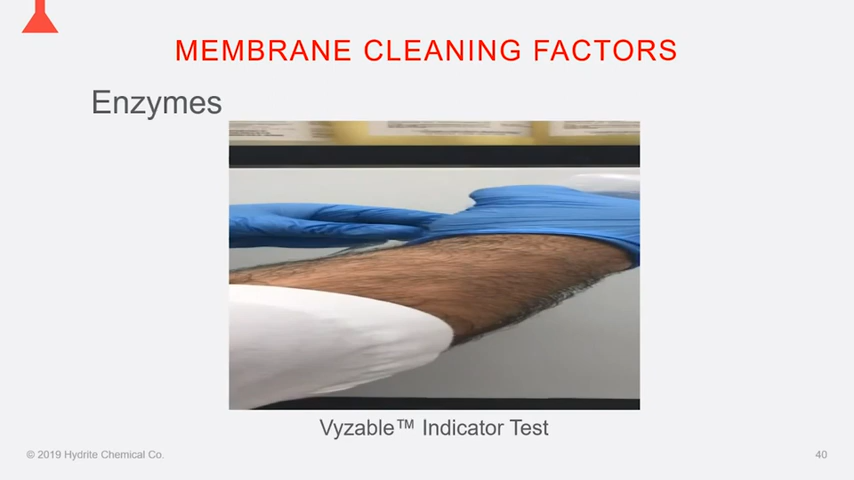 MEMBRANE CLEANING FACTORS
Enzymes
Vyzable™ Indicator Test
© 2019 Hydrite Chemical Co.
40